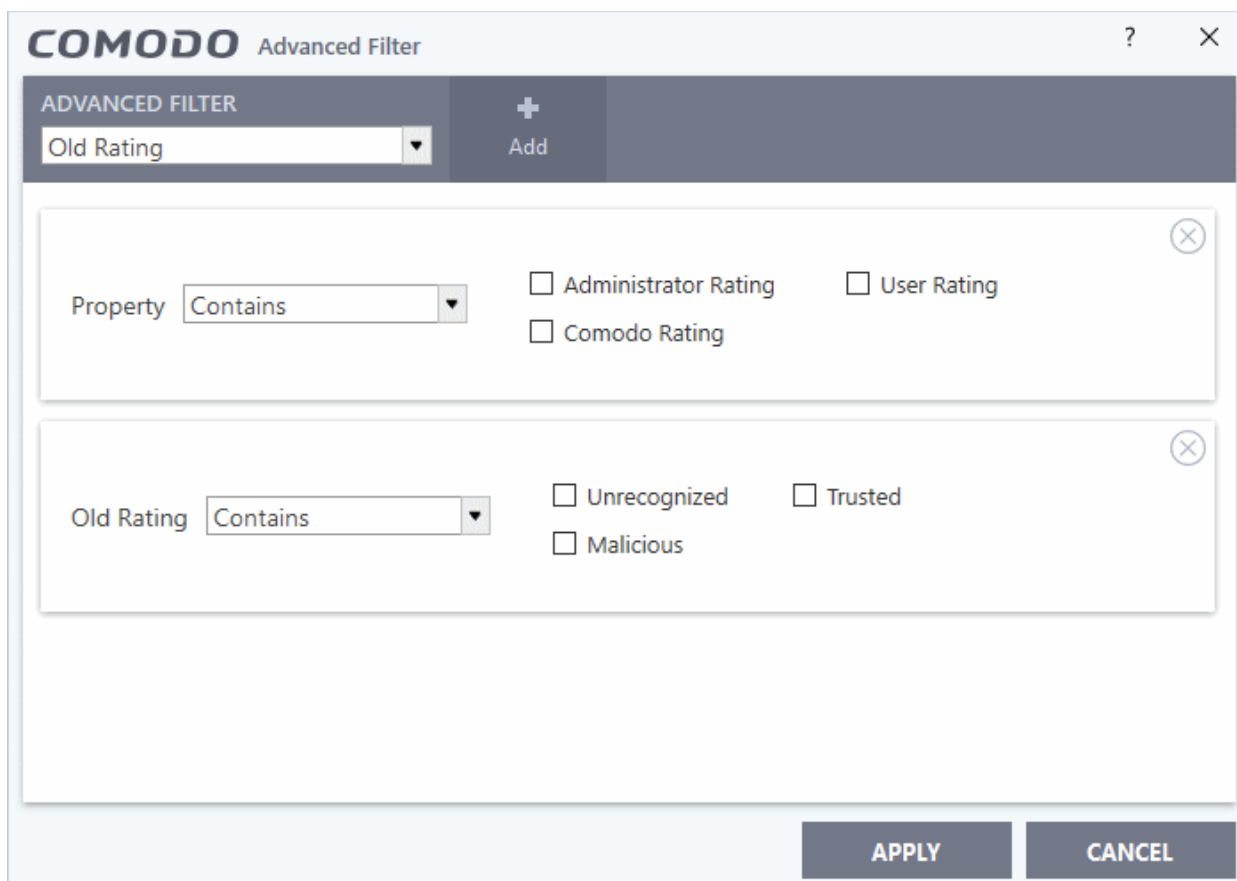 COMODO Advanced Filter ?
ADVANCED FILTER
Old Rating
Add
Administrator Rating User Rating
Property Contains
Comodo Rating
Unrecognized Trusted
Old Rating Contains
Malicious
APPLY CANCEL